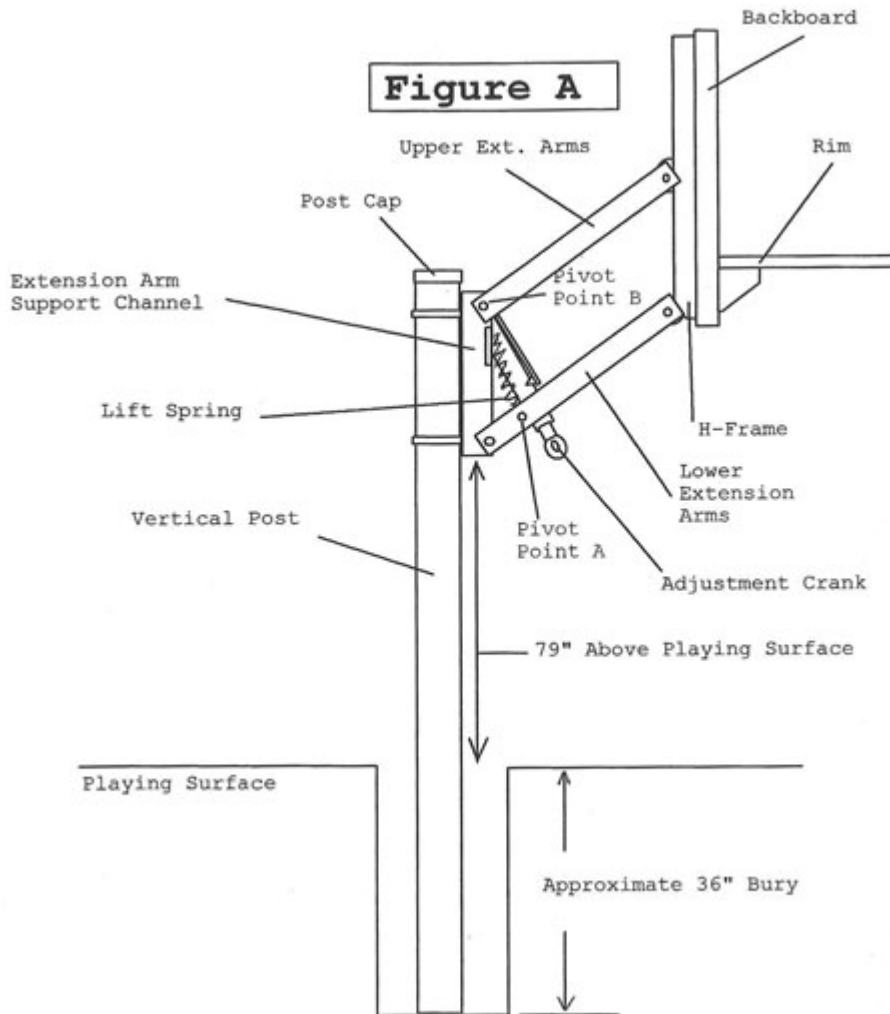 Backboard
Figure A
Upper Ext. Arms
Rim
Post Cap
Extension Arm
Support Channel
Pivot
Point B
Lift Spring
H-Frame
Lower
Extension
Arms
Vertical Post
Pivot
Point A
Adjustment Crank
79" Above Playing Surface
Playing Surface
Approximate 36" Bury